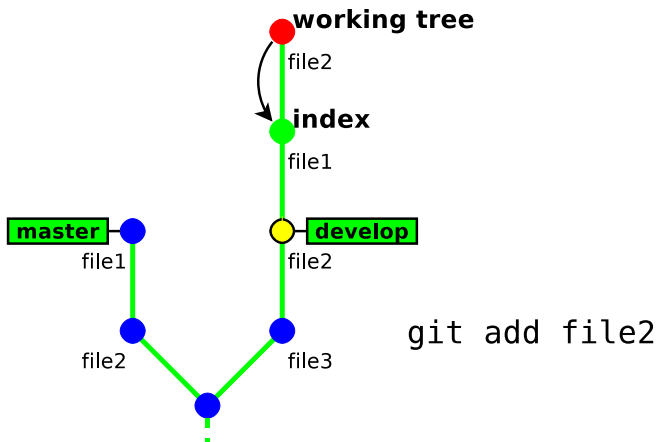 working tree
file2
index
file1
master
develop
file1
file2
git add file2
file2
file3